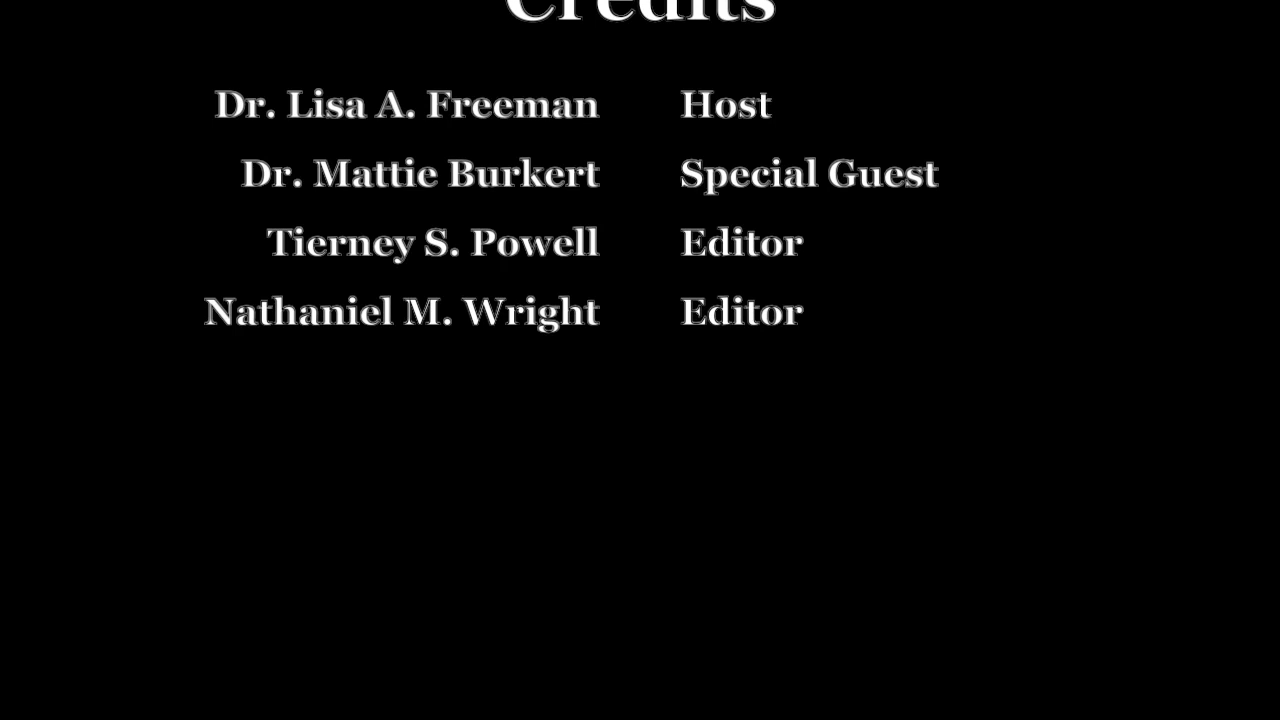 Credits
Dr. Lisa A. Freeman Host
Dr. Mattie Burkert Special Guest
Tierney S. Powell Editor
Nathaniel M. Wright Editor